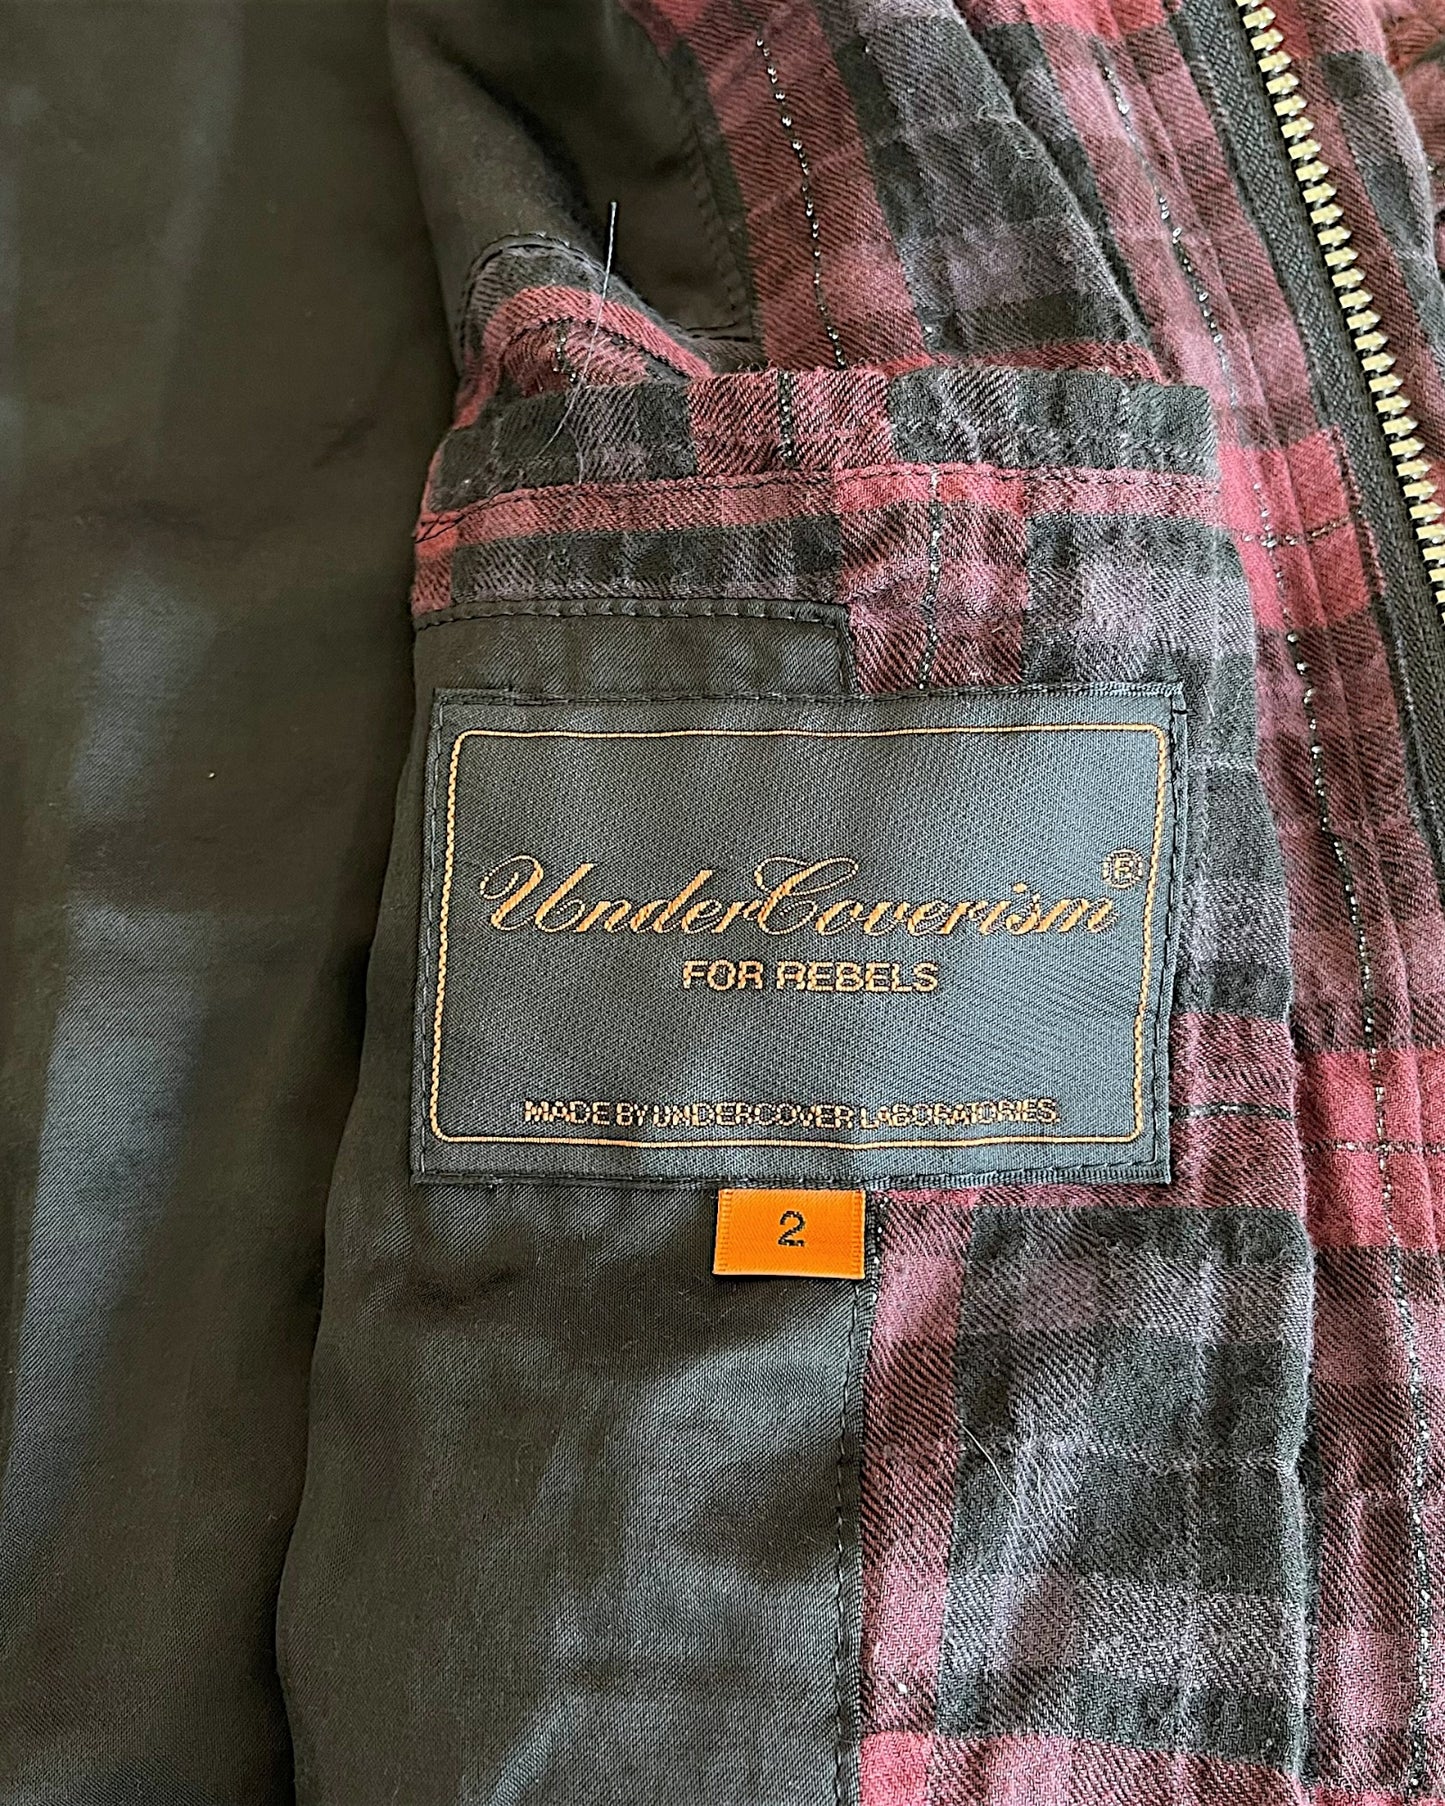 UnderCoverism®
FOR REBELS
MADE BY UNDERCOVER LABORATORIES.
2